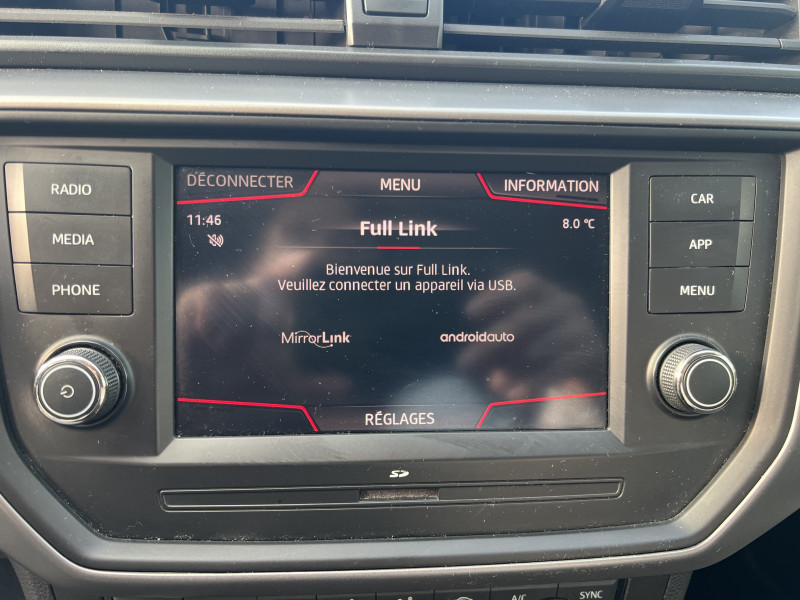 RADIO
MEDIA
PHONE
DÉCONNECTER
MENU
INFORMATION
11:46
8.0 °C
Full Link
Bienvenue sur Full Link.
Veuillez connecter un appareil via USB.
MirrorLink
androidauto
RÉGLAGES
CAR
APP
MENU
SD
A/C
SYNC